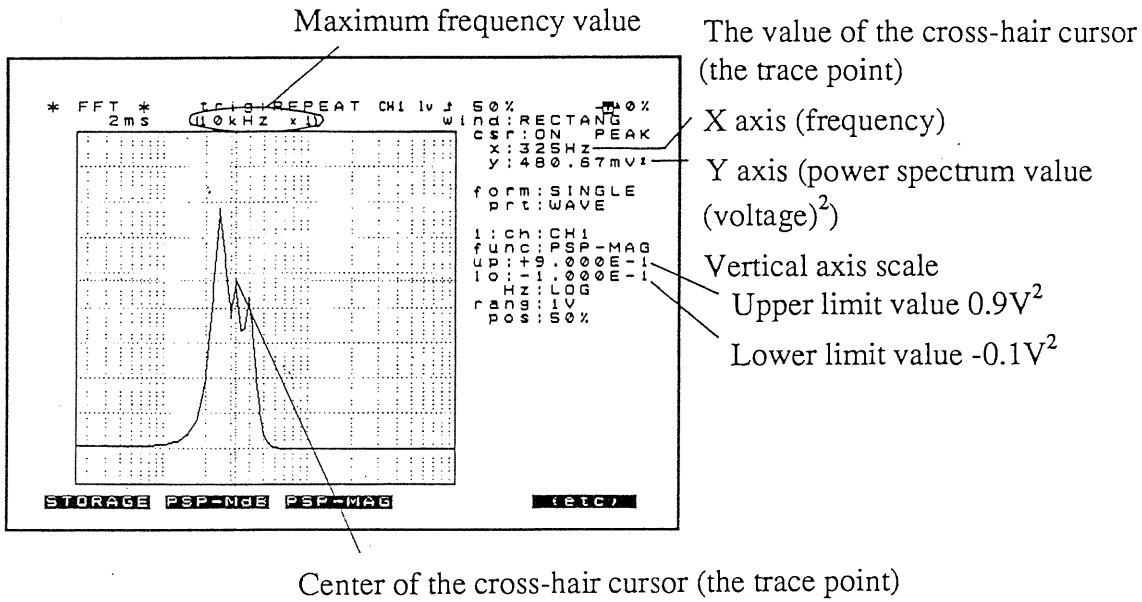 Maximum frequency value
The value of the cross-hair cursor
(the trace point)
* FFT * trig:REPEAT CH1 lv 50% 0%
2ms (10kHz x1) wind:RECTANG
csr:ON PEAK
x:325Hz
y:480.67mV²
X axis (frequency)
Y axis (power spectrum value
(voltage)²)
form:SINGLE
prt:WAVE
1:ch:CH1
func:PSP-MAG
up:+9.000E-1
lo:-1.000E-1
Hz:LOG
rang:1V
pos:50%
Vertical axis scale
Upper limit value 0.9V²
Lower limit value -0.1V²
STORAGE PSP-MdB PSP-MAG (etc)
Center of the cross-hair cursor (the trace point)